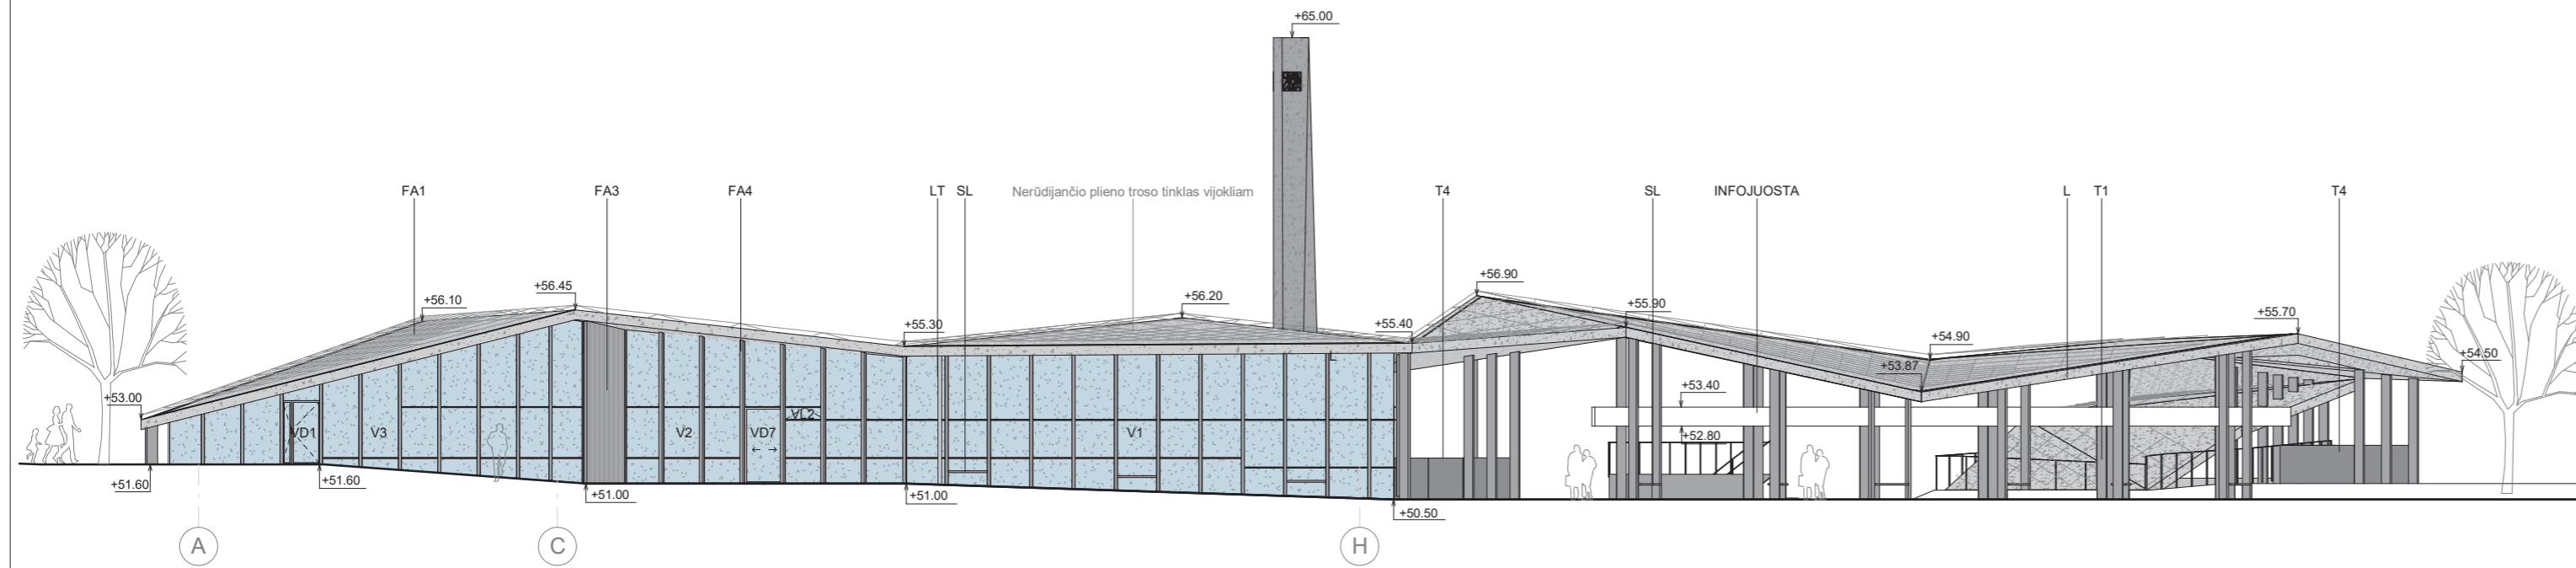 +65.00
FA1
FA3
FA4
LT
SL
Nerūdijančio plieno troso tinklas vijokliam
T4
SL
INFOJUOSTA
L
T1
T4
+56.10
+56.45
+56.20
+56.90
+55.30
+55.40
+55.90
+54.90
+55.70
+54.50
+53.87
L
+53.00
+53.40
+52.80
VD1
V3
V2
VD7
VL2
V1
+51.60
+51.60
+51.00
+51.00
+50.50
A
C
H